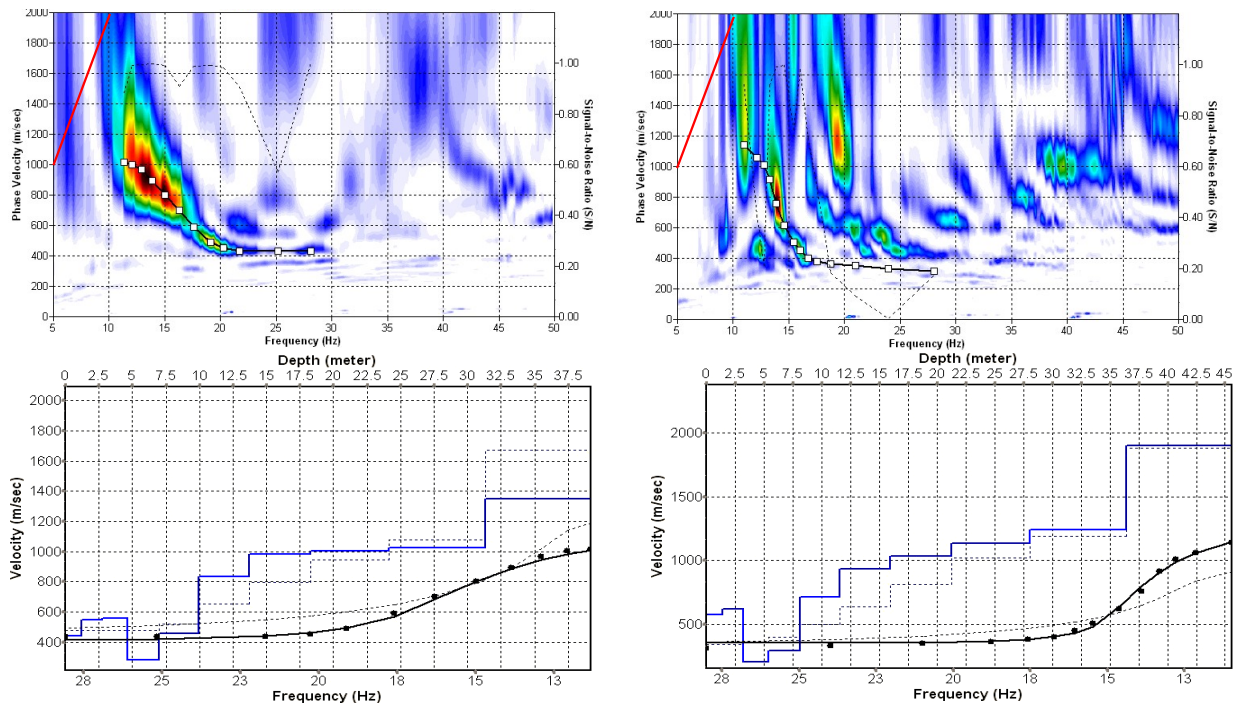 2000
1800
1600
1400
1200
1000
800
600
400
200
0
Phase Velocity (m/sec)
1.00
0.80
0.60
0.40
0.20
0.00
Signal-to-Noise Ratio (S/N)
5 10 15 20 25 30 35 40 45 50
Frequency (Hz)
2000
1800
1600
1400
1200
1000
800
600
400
200
0
Phase Velocity (m/sec)
1.00
0.80
0.60
0.40
0.20
0.00
Signal-to-Noise Ratio (S/N)
5 10 15 20 25 30 35 40 45 50
Frequency (Hz)
Depth (meter)
0 2.5 5 7.5 10 12.5 15 17.5 20 22.5 25 27.5 30 32.5 35 37.5
2000
1800
1600
1400
1200
1000
800
600
400
Velocity (m/sec)
28 25 23 20 18 15 13
Frequency (Hz)
Depth (meter)
0 2.5 5 7.5 10 12.5 15 17.5 20 22.5 25 27.5 30 32.5 35 37.5 40 42.5 45
2000
1500
1000
500
Velocity (m/sec)
28 25 23 20 18 15 13
Frequency (Hz)